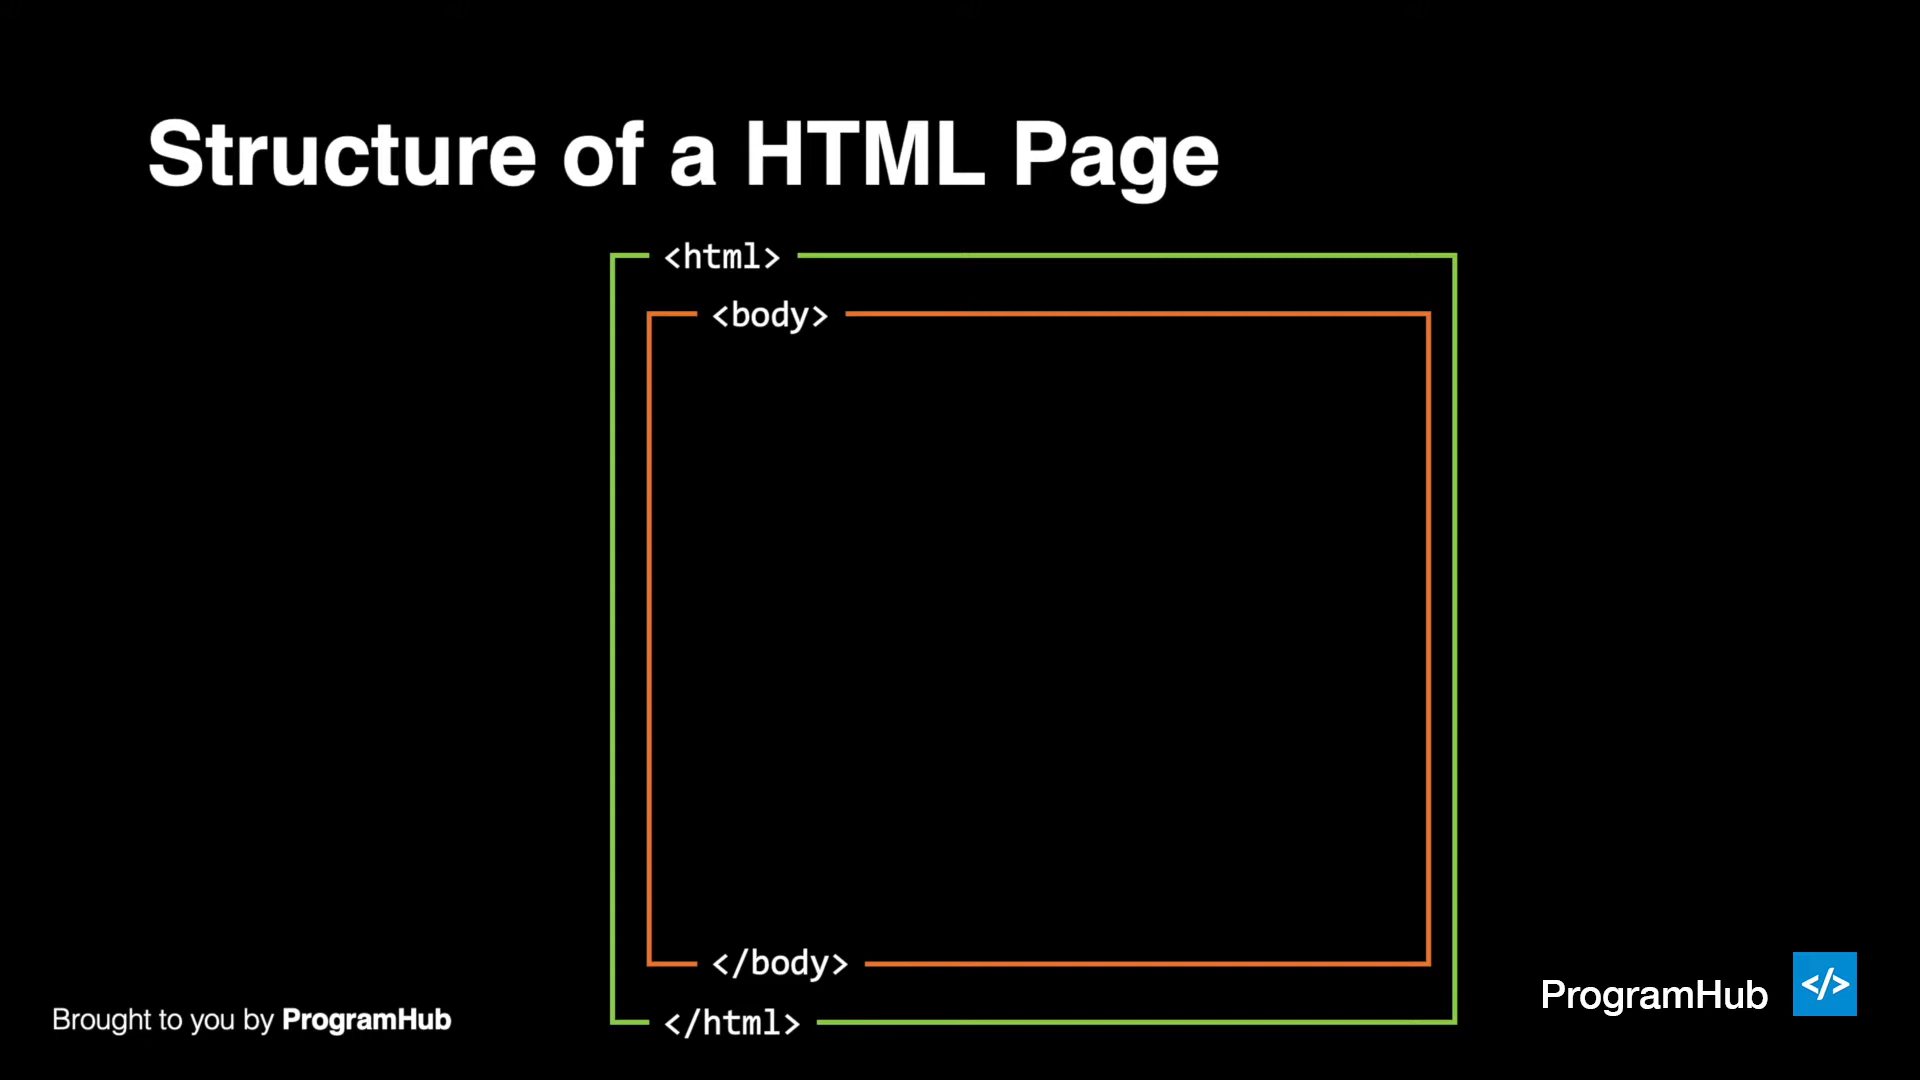 Structure of a HTML Page
<html>
<body>
</body>
</html>
Brought to you by ProgramHub
ProgramHub
</>